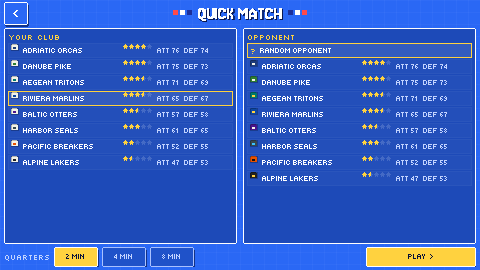 QUICK MATCH
YOUR CLUB
ADRIATIC ORCAS ATT 76 DEF 74
DANUBE PIKE ATT 75 DEF 73
AEGEAN TRITONS ATT 71 DEF 69
RIVIERA MARLINS ATT 65 DEF 67
BALTIC OTTERS ATT 57 DEF 58
HARBOR SEALS ATT 61 DEF 65
PACIFIC BREAKERS ATT 52 DEF 55
ALPINE LAKERS ATT 47 DEF 53
OPPONENT
? RANDOM OPPONENT
ADRIATIC ORCAS ATT 76 DEF 74
DANUBE PIKE ATT 75 DEF 73
AEGEAN TRITONS ATT 71 DEF 69
RIVIERA MARLINS ATT 65 DEF 67
BALTIC OTTERS ATT 57 DEF 58
HARBOR SEALS ATT 61 DEF 65
PACIFIC BREAKERS ATT 52 DEF 55
ALPINE LAKERS ATT 47 DEF 53
QUARTERS 2 MIN 4 MIN 8 MIN PLAY >